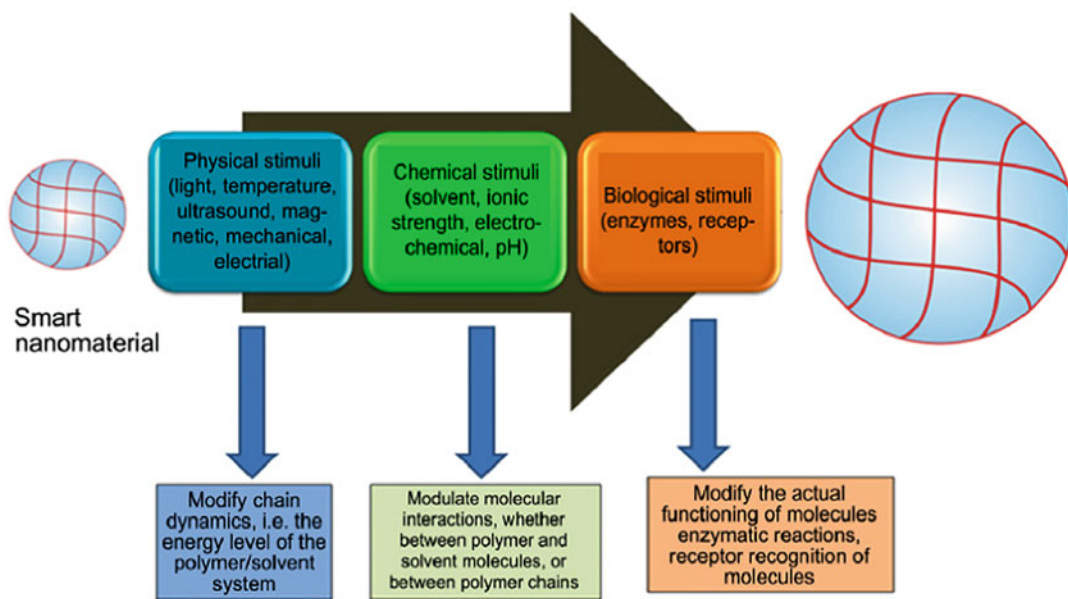 Physical stimuli
(light, temperature,
ultrasound, mag-
netic, mechanical,
electrial)
Chemical stimuli
(solvent, ionic
strength, electro-
chemical, pH)
Biological stimuli
(enzymes, recep-
tors)
Smart
nanomaterial
Modify chain
dynamics, i.e. the
energy level of the
polymer/solvent
system
Modulate molecular
interactions, whether
between polymer and
solvent molecules, or
between polymer chains
Modify the actual
functioning of molecules
enzymatic reactions,
receptor recognition of
molecules